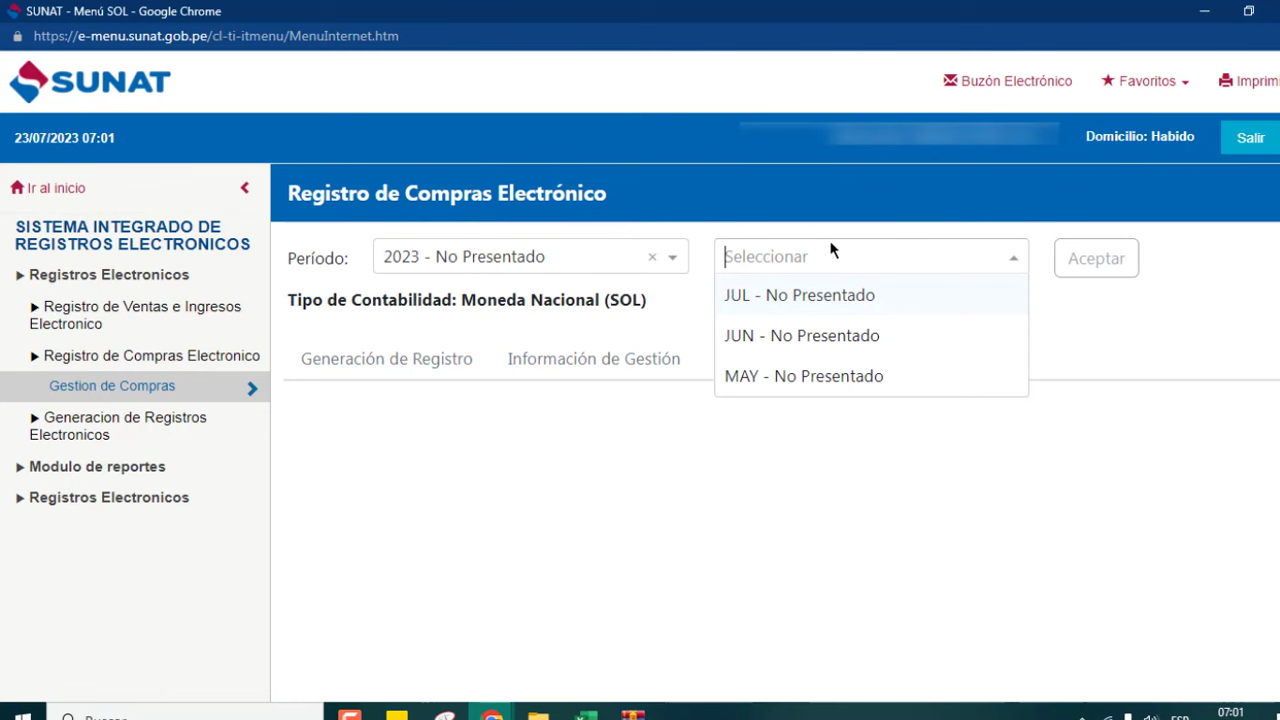 SUNAT - Menú SOL - Google Chrome
https://e-menu.sunat.gob.pe/cl-ti-itmenu/MenuInternet.htm
SUNAT
Buzón Electrónico
Favoritos
Imprimi
23/07/2023 07:01
Domicilio: Habido
Salir
Ir al inicio
SISTEMA INTEGRADO DE
REGISTROS ELECTRONICOS
Registros Electronicos
Registro de Ventas e Ingresos
Electronico
Registro de Compras Electronico
Gestion de Compras
Generacion de Registros
Electronicos
Modulo de reportes
Registros Electronicos
Registro de Compras Electrónico
Período:
2023 - No Presentado
Seleccionar
Aceptar
JUL - No Presentado
JUN - No Presentado
MAY - No Presentado
Tipo de Contabilidad: Moneda Nacional (SOL)
Generación de Registro
Información de Gestión
Buscar
ESP
07:01